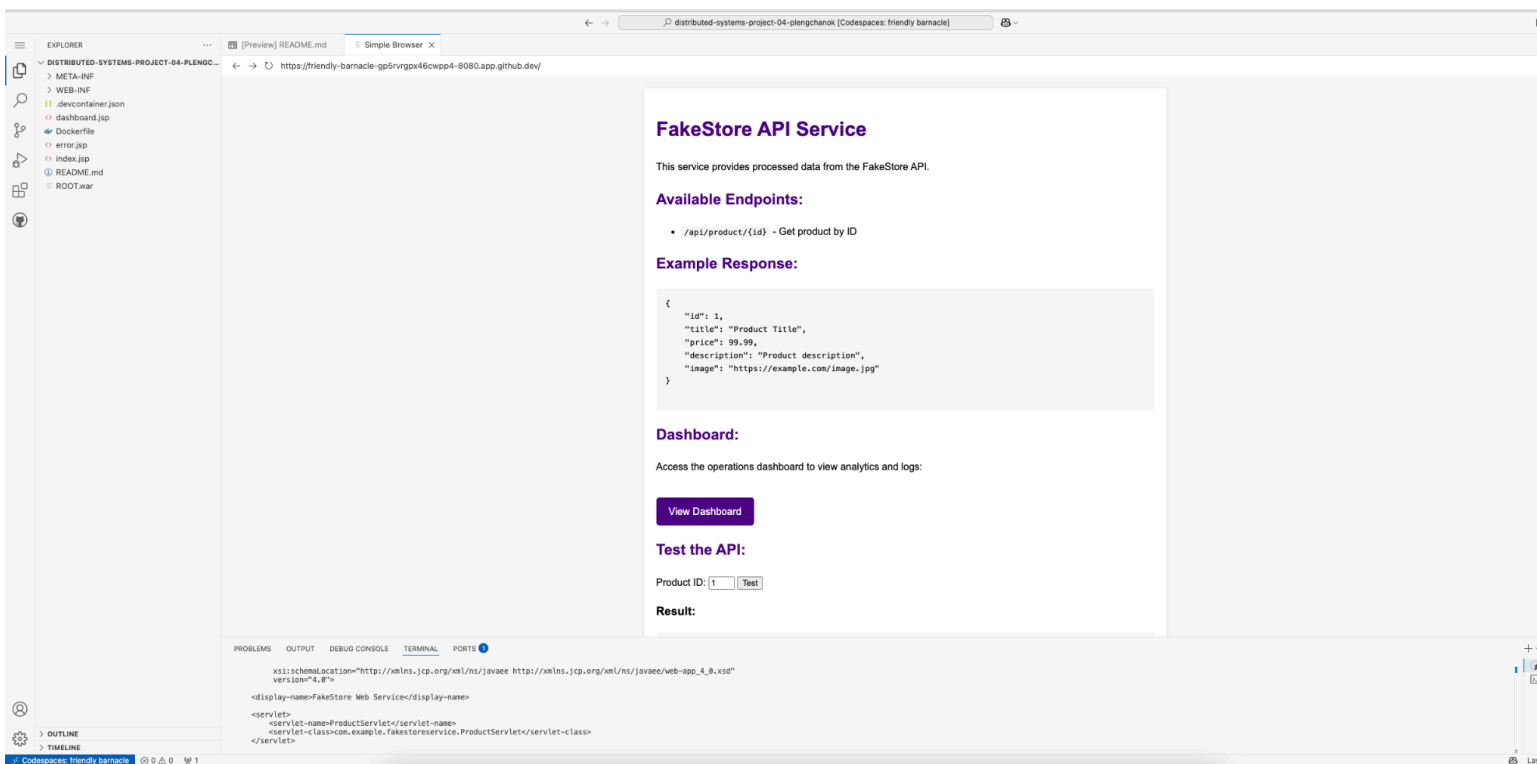 distributed-systems-project-04-plengchanok [Codespaces: friendly barnacle]
EXPLORER
DISTRIBUTED-SYSTEMS-PROJECT-04-PLENGC...
META-INF
WEB-INF
.devcontainer.json
dashboard.jsp
Dockerfile
error.jsp
index.jsp
README.md
ROOT.war
OUTLINE
TIMELINE
[Preview] README.md Simple Browser
https://friendly-barnacle-gp5rvrgpx46cwpp4-8080.app.github.dev/
FakeStore API Service
This service provides processed data from the FakeStore API.
Available Endpoints:
• /api/product/{id} - Get product by ID
Example Response:
{
"id": 1,
"title": "Product Title",
"price": 99.99,
"description": "Product description",
"image": "https://example.com/image.jpg"
}
Dashboard:
Access the operations dashboard to view analytics and logs:
View Dashboard
Test the API:
Product ID: 1 Test
Result:
PROBLEMS OUTPUT DEBUG CONSOLE TERMINAL PORTS 1
xsi:schemaLocation="http://xmlns.jcp.org/xml/ns/javaee http://xmlns.jcp.org/xml/ns/javaee/web-app_4_0.xsd"
version="4.0">
<display-name>FakeStore Web Service</display-name>
<servlet>
<servlet-name>ProductServlet</servlet-name>
<servlet-class>com.example.fakestoreservice.ProductServlet</servlet-class>
</servlet>
Codespaces: friendly barnacle 0 0 1